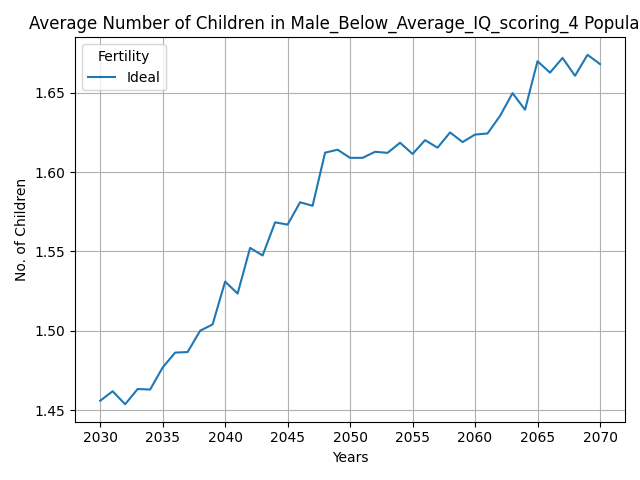 Average Number of Children in Male_Below_Average_IQ_scoring_4 Popula
Fertility
Ideal
No. of Children
1.65
1.60
1.55
1.50
1.45
2030 2035 2040 2045 2050 2055 2060 2065 2070
Years